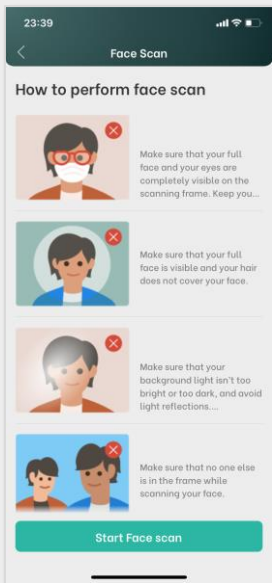 23:39
Face Scan
How to perform face scan
Make sure that your full
face and your eyes are
completely visible on the
scanning frame. Keep you...
Make sure that your full
face is visible and your hair
does not cover your face.
Make sure that your
background light isn't too
bright or too dark, and avoid
light reflections....
Make sure that no one else
is in the frame while
scanning your face.
Start Face scan